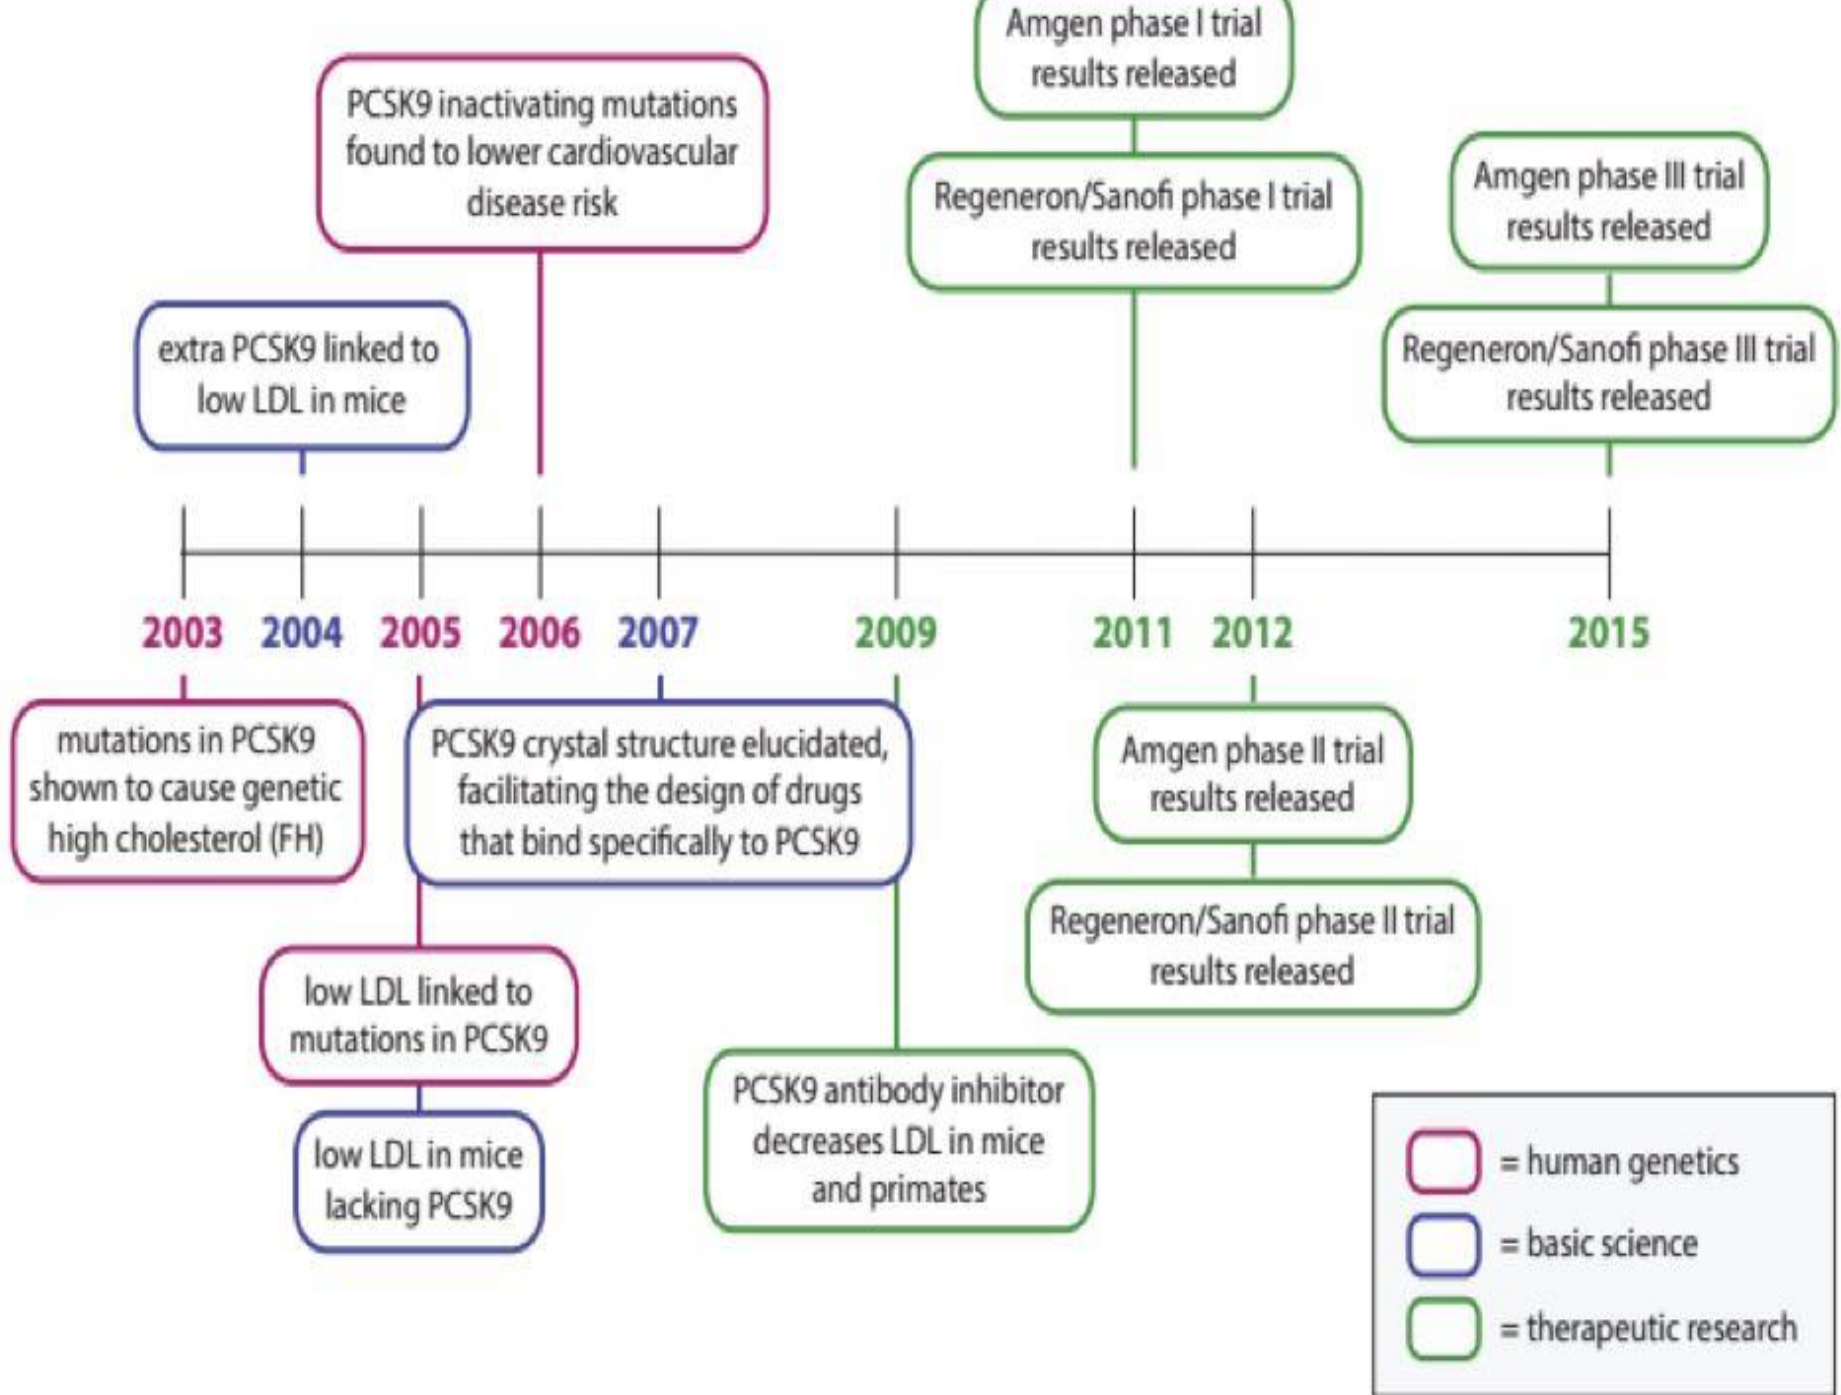 Amgen phase I trial
results released
PCSK9 inactivating mutations
found to lower cardiovascular
disease risk
Regeneron/Sanofi phase I trial
results released
Amgen phase III trial
results released
extra PCSK9 linked to
low LDL in mice
Regeneron/Sanofi phase III trial
results released
2003 2004 2005 2006 2007 2009 2011 2012 2015
mutations in PCSK9
shown to cause genetic
high cholesterol (FH)
PCSK9 crystal structure elucidated,
facilitating the design of drugs
that bind specifically to PCSK9
Amgen phase II trial
results released
Regeneron/Sanofi phase II trial
results released
low LDL linked to
mutations in PCSK9
low LDL in mice
lacking PCSK9
PCSK9 antibody inhibitor
decreases LDL in mice
and primates
= human genetics
= basic science
= therapeutic research